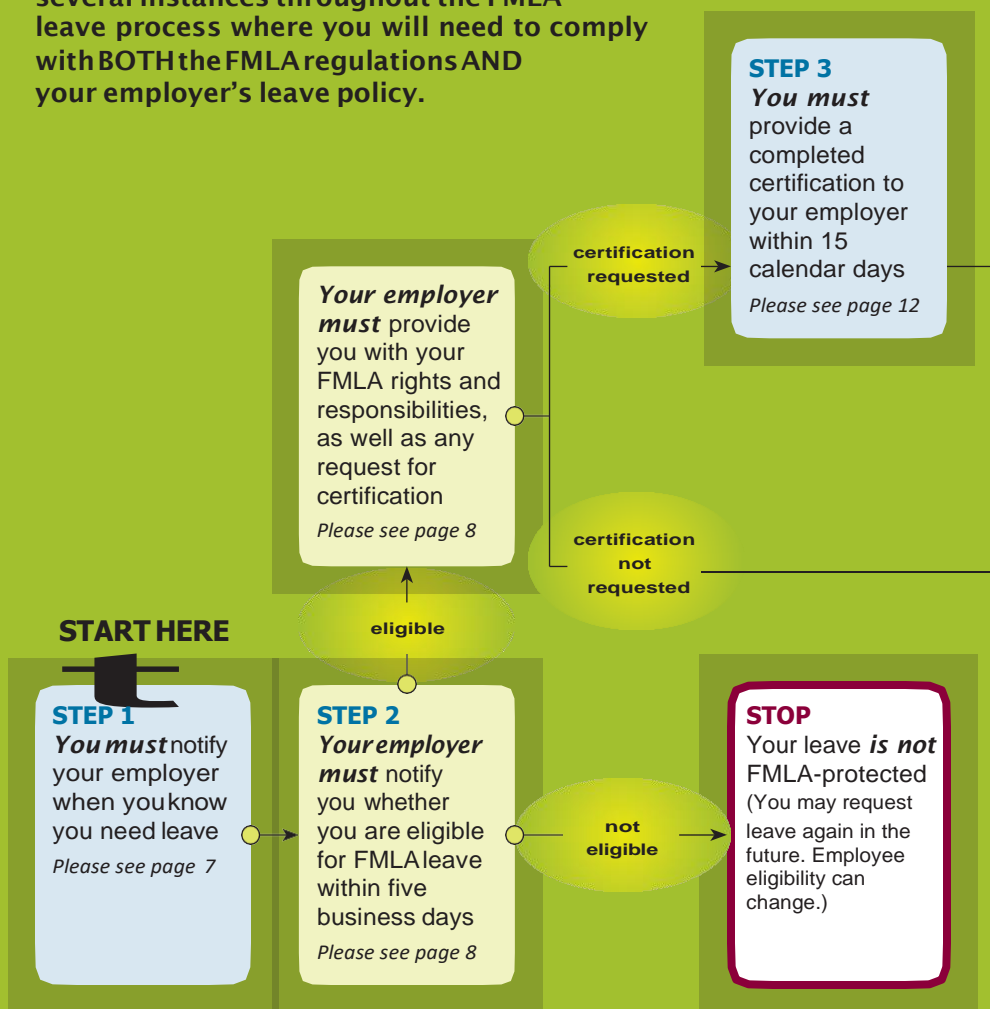 several instances throughout the FMLA
leave process where you will need to comply
with BOTH the FMLA regulations AND
your employer's leave policy.
STEP 3
You must
provide a
completed
certification to
your employer
within 15
calendar days
Please see page 12
certification
requested
Your employer
must provide
you with your
FMLA rights and
responsibilities,
as well as any
request for
certification
Please see page 8
certification
not
requested
eligible
START HERE
STEP 1
You must notify
your employer
when you know
you need leave
Please see page 7
STEP 2
Your employer
must notify
you whether
you are eligible
for FMLA leave
within five
business days
Please see page 8
not
eligible
STOP
Your leave is not
FMLA-protected
(You may request
leave again in the
future. Employee
eligibility can
change.)